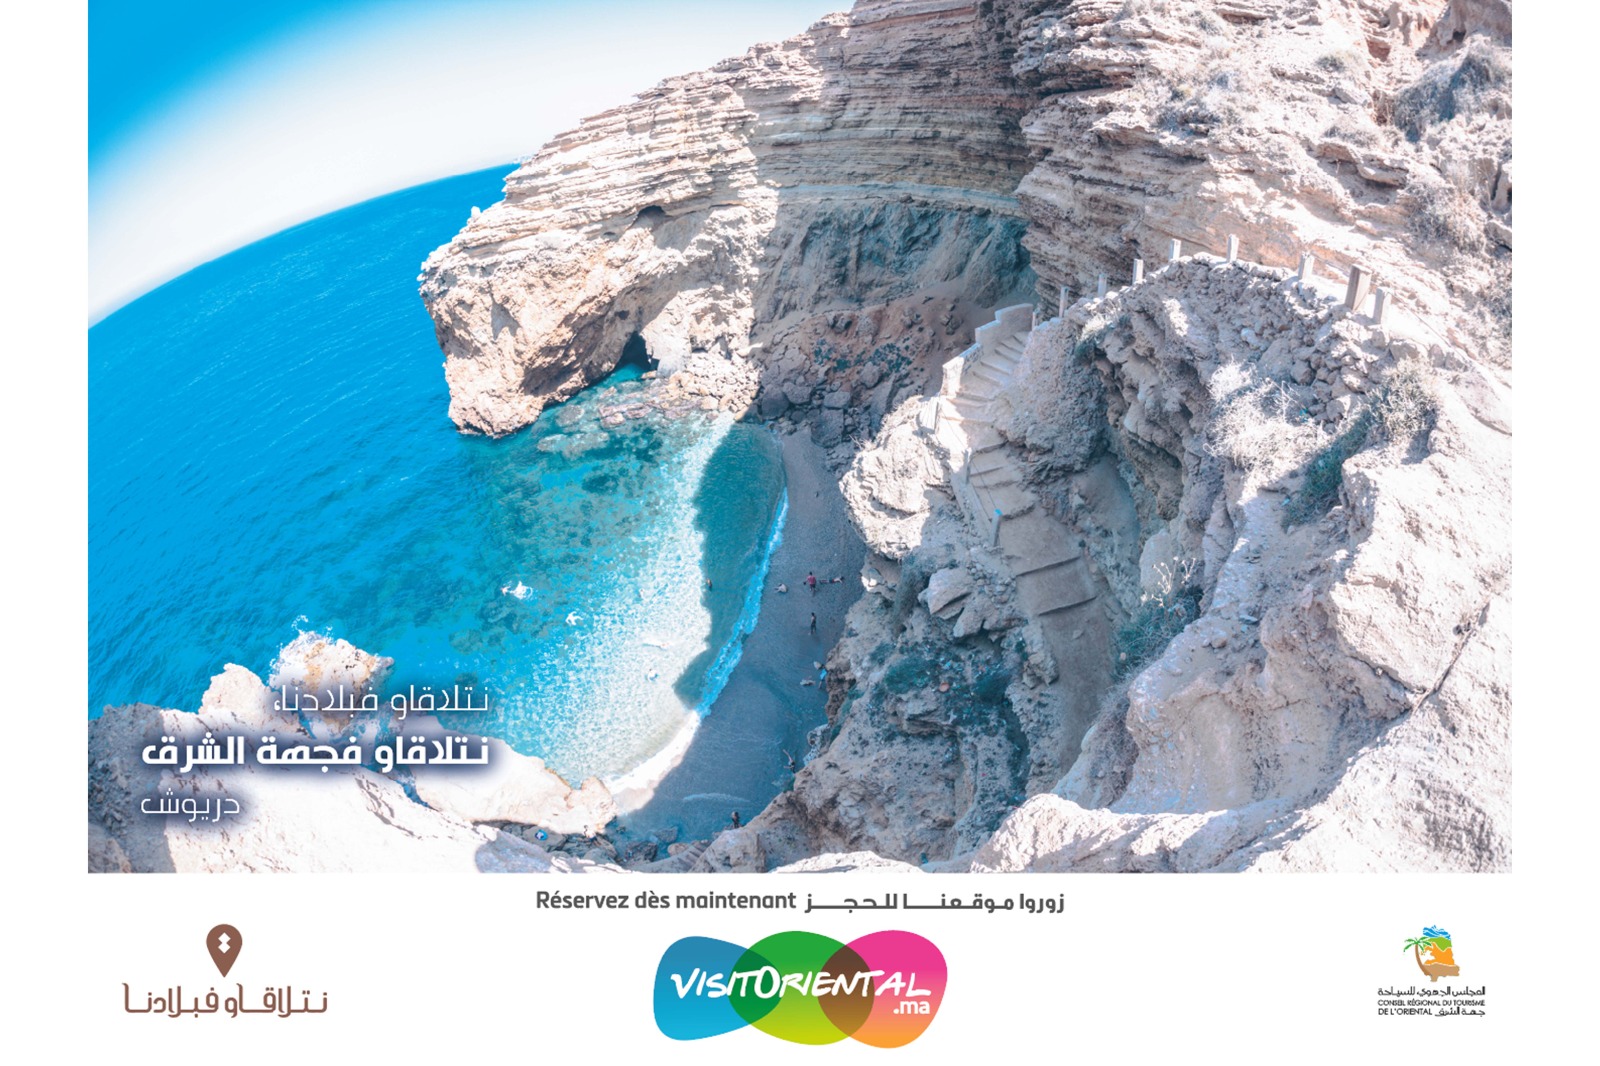 نتلاقاو فبلادنا،
نتلاقاو فجهة الشرق
دريوش
Réservez dès maintenant زوروا موقعنا للحجز
نتلاقاو فبلادنا
VISITORIENTAL
.ma
المجلس الجهوي للسياحة
CONSEIL RÉGIONAL DU TOURISME
DE L'ORIENTAL جهة الشرق